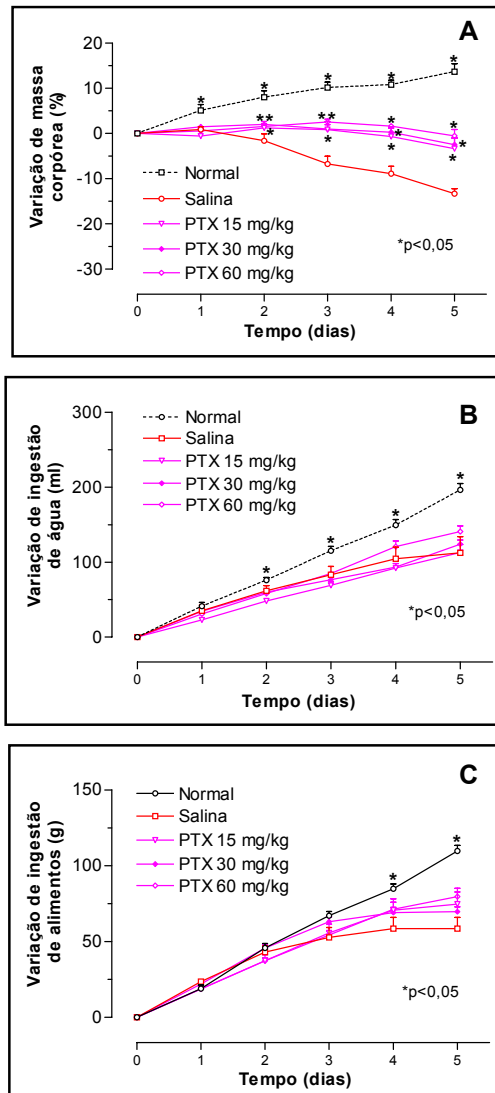 A
Variação de massa
corpórea (%)
20
10
0
-10
-20
-30
* * * * *
** ** * * *
* * * * *
Normal
Salina
PTX 15 mg/kg
PTX 30 mg/kg
PTX 60 mg/kg
*p<0,05
0 1 2 3 4 5
Tempo (dias)
B
Variação de ingestão
de água (ml)
300
200
100
0
Normal
Salina
PTX 15 mg/kg
PTX 30 mg/kg
PTX 60 mg/kg
* * * *
*p<0,05
0 1 2 3 4 5
Tempo (dias)
C
Variação de ingestão
de alimentos (g)
150
100
50
0
Normal
Salina
PTX 15 mg/kg
PTX 30 mg/kg
PTX 60 mg/kg
* *
*p<0,05
0 1 2 3 4 5
Tempo (dias)